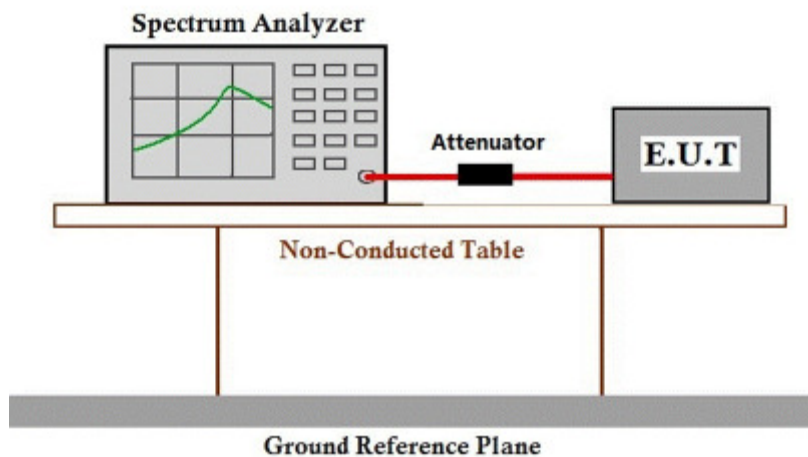 Spectrum Analyzer
Attenuator
E.U.T
Non-Conducted Table
Ground Reference Plane